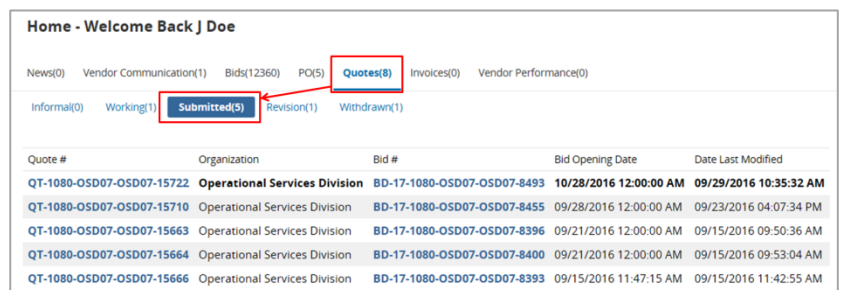 Home - Welcome Back J Doe
News(0) Vendor Communication(1) Bids(12360) PO(5) Quotes(8) Invoices(0) Vendor Performance(0)
Informal(0) Working(1) Submitted(5) Revision(1) Withdrawn(1)
Quote # Organization Bid # Bid Opening Date Date Last Modified
QT-1080-OSD07-OSD07-15722 Operational Services Division BD-17-1080-OSD07-OSD07-8493 10/28/2016 12:00:00 AM 09/29/2016 10:35:32 AM
QT-1080-OSD07-OSD07-15710 Operational Services Division BD-17-1080-OSD07-OSD07-8455 09/28/2016 12:00:00 AM 09/23/2016 04:07:34 PM
QT-1080-OSD07-OSD07-15663 Operational Services Division BD-17-1080-OSD07-OSD07-8396 09/21/2016 12:00:00 AM 09/15/2016 09:50:36 AM
QT-1080-OSD07-OSD07-15664 Operational Services Division BD-17-1080-OSD07-OSD07-8400 09/21/2016 12:00:00 AM 09/15/2016 09:53:04 AM
QT-1080-OSD07-OSD07-15666 Operational Services Division BD-17-1080-OSD07-OSD07-8393 09/15/2016 11:47:15 AM 09/15/2016 11:42:55 AM